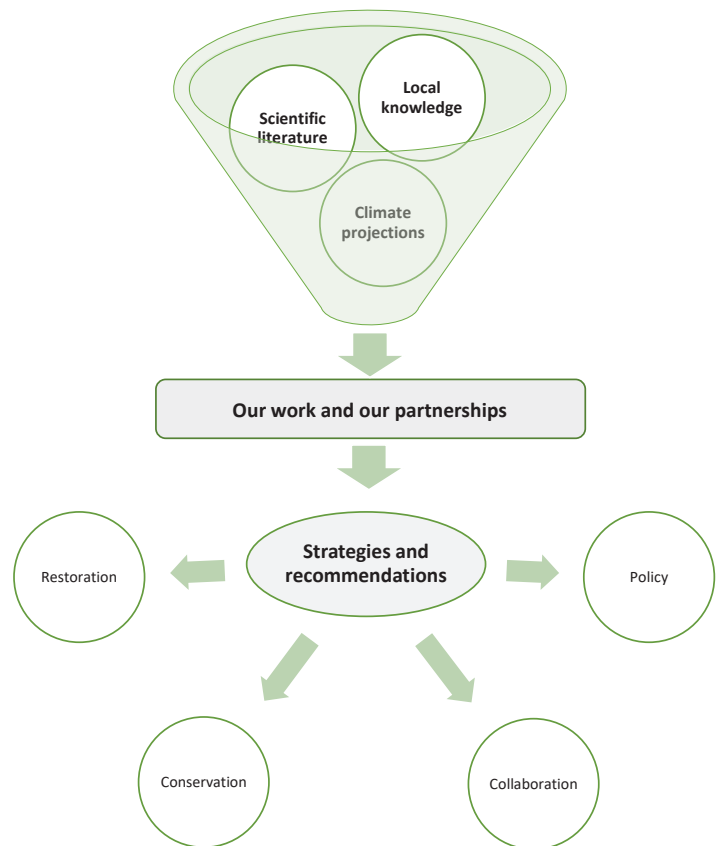 Local
knowledge
Scientific
literature
Climate
projections
Our work and our partnerships
Strategies and
recommendations
Restoration
Policy
Conservation
Collaboration